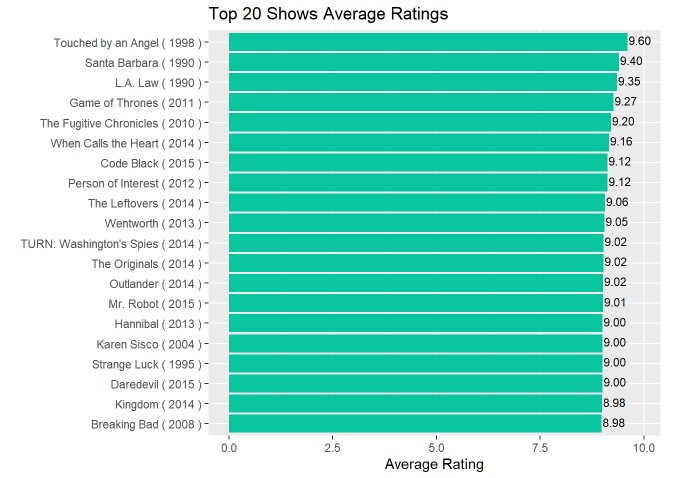 Top 20 Shows Average Ratings
Touched by an Angel ( 1998 ) 9.60
Santa Barbara ( 1990 ) 9.40
L.A. Law ( 1990 ) 9.35
Game of Thrones ( 2011 ) 9.27
The Fugitive Chronicles ( 2010 ) 9.20
When Calls the Heart ( 2014 ) 9.16
Code Black ( 2015 ) 9.12
Person of Interest ( 2012 ) 9.12
The Leftovers ( 2014 ) 9.06
Wentworth ( 2013 ) 9.05
TURN: Washington's Spies ( 2014 ) 9.02
The Originals ( 2014 ) 9.02
Outlander ( 2014 ) 9.02
Mr. Robot ( 2015 ) 9.01
Hannibal ( 2013 ) 9.00
Karen Sisco ( 2004 ) 9.00
Strange Luck ( 1995 ) 9.00
Daredevil ( 2015 ) 9.00
Kingdom ( 2014 ) 8.98
Breaking Bad ( 2008 ) 8.98
0.0 2.5 5.0 7.5 10.0
Average Rating